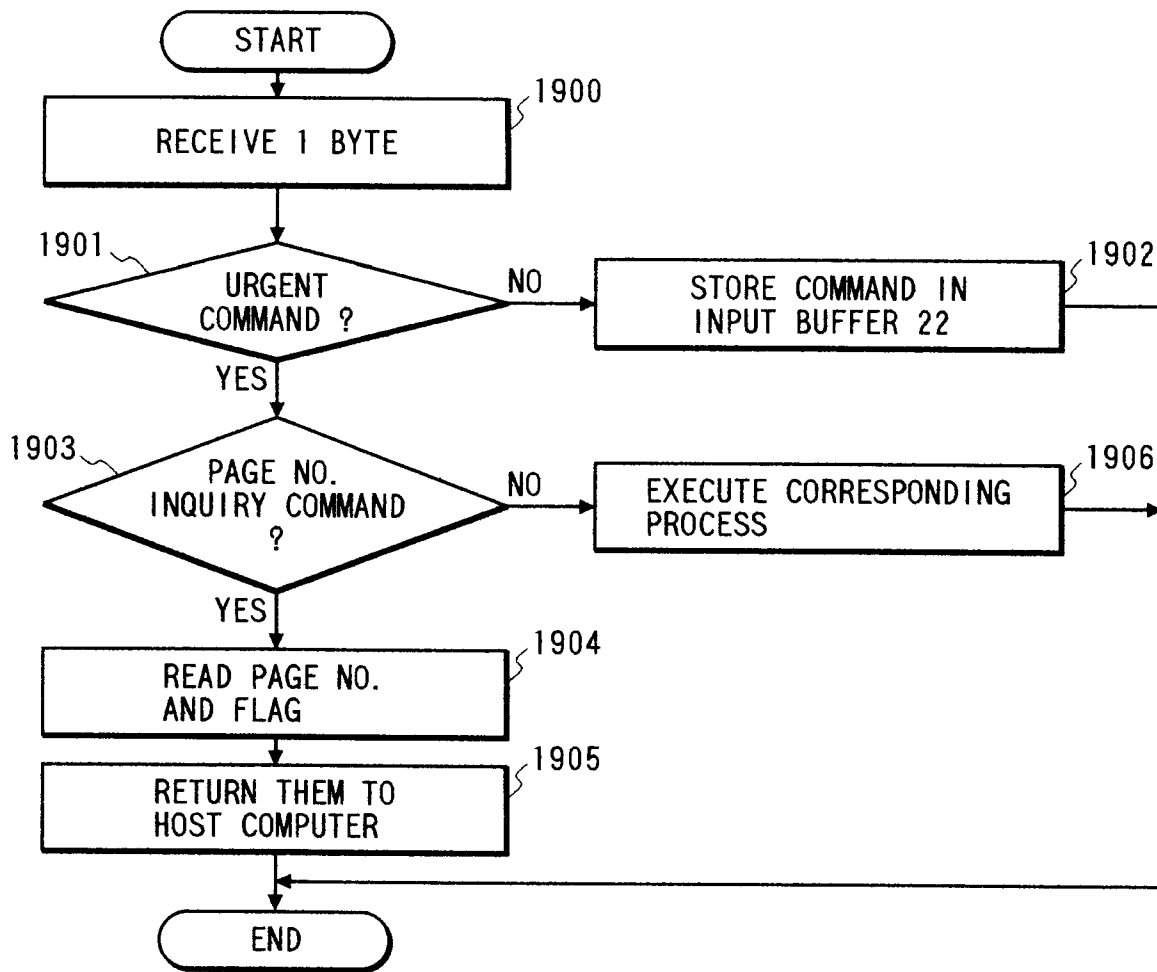 START
1900
RECEIVE 1 BYTE
1901
URGENT
COMMAND ?
NO
1902
STORE COMMAND IN
INPUT BUFFER 22
YES
1903
PAGE NO.
INQUIRY COMMAND
?
NO
1906
EXECUTE CORRESPONDING
PROCESS
YES
1904
READ PAGE NO.
AND FLAG
1905
RETURN THEM TO
HOST COMPUTER
END